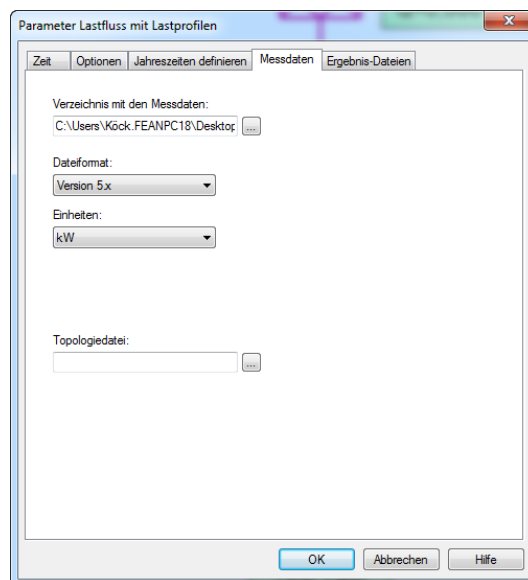 Parameter Lastfluss mit Lastprofilen
Zeit Optionen Jahreszeiten definieren Messdaten Ergebnis-Dateien
Verzeichnis mit den Messdaten:
C:\Users\Köck.FEANPC18\Desktop ...
Dateiformat:
Version 5.x
Einheiten:
kW
Topologiedatei:
...
OK Abbrechen Hilfe